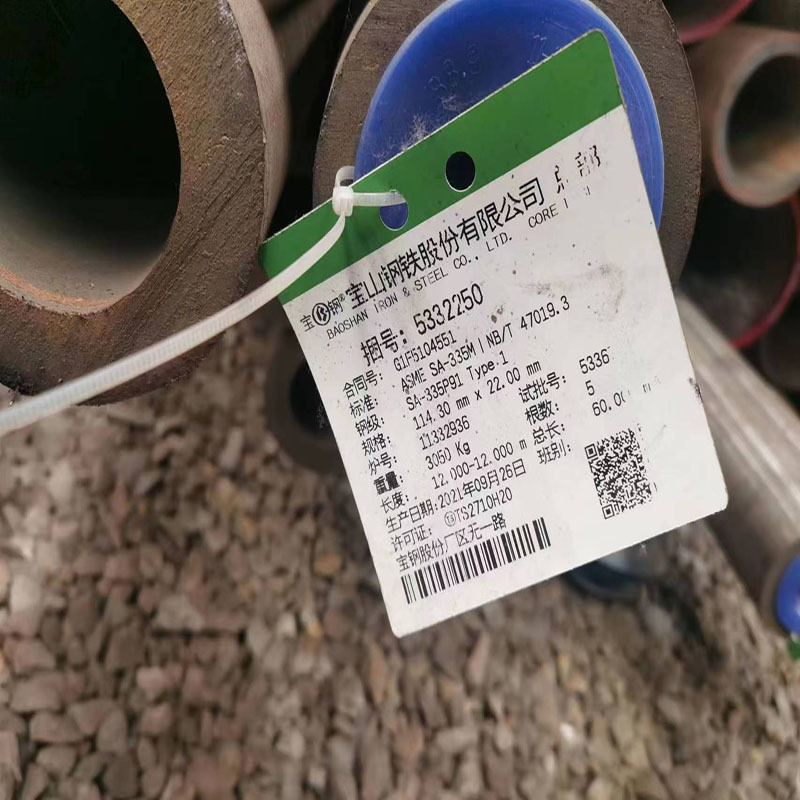 宝钢® 宝山钢铁股份有限公司
BAOSHAN IRON & STEEL CO., LTD. CORE
捆号: 5332250
合同号: G1F5104551
标准: ASME SA-335M | NB/T 47019.3
钢级: SA-335P91 Type.1
规格: 114.30 mm x 22.00 mm 试批号: 5336
炉号: 11332936 根数: 5
重量: 3050 Kg 总长: 60.0
长度: 12.000-12.000 m 班别:
生产日期: 2021年09月26日
许可证: TS2710H20
宝钢股份厂区无一路